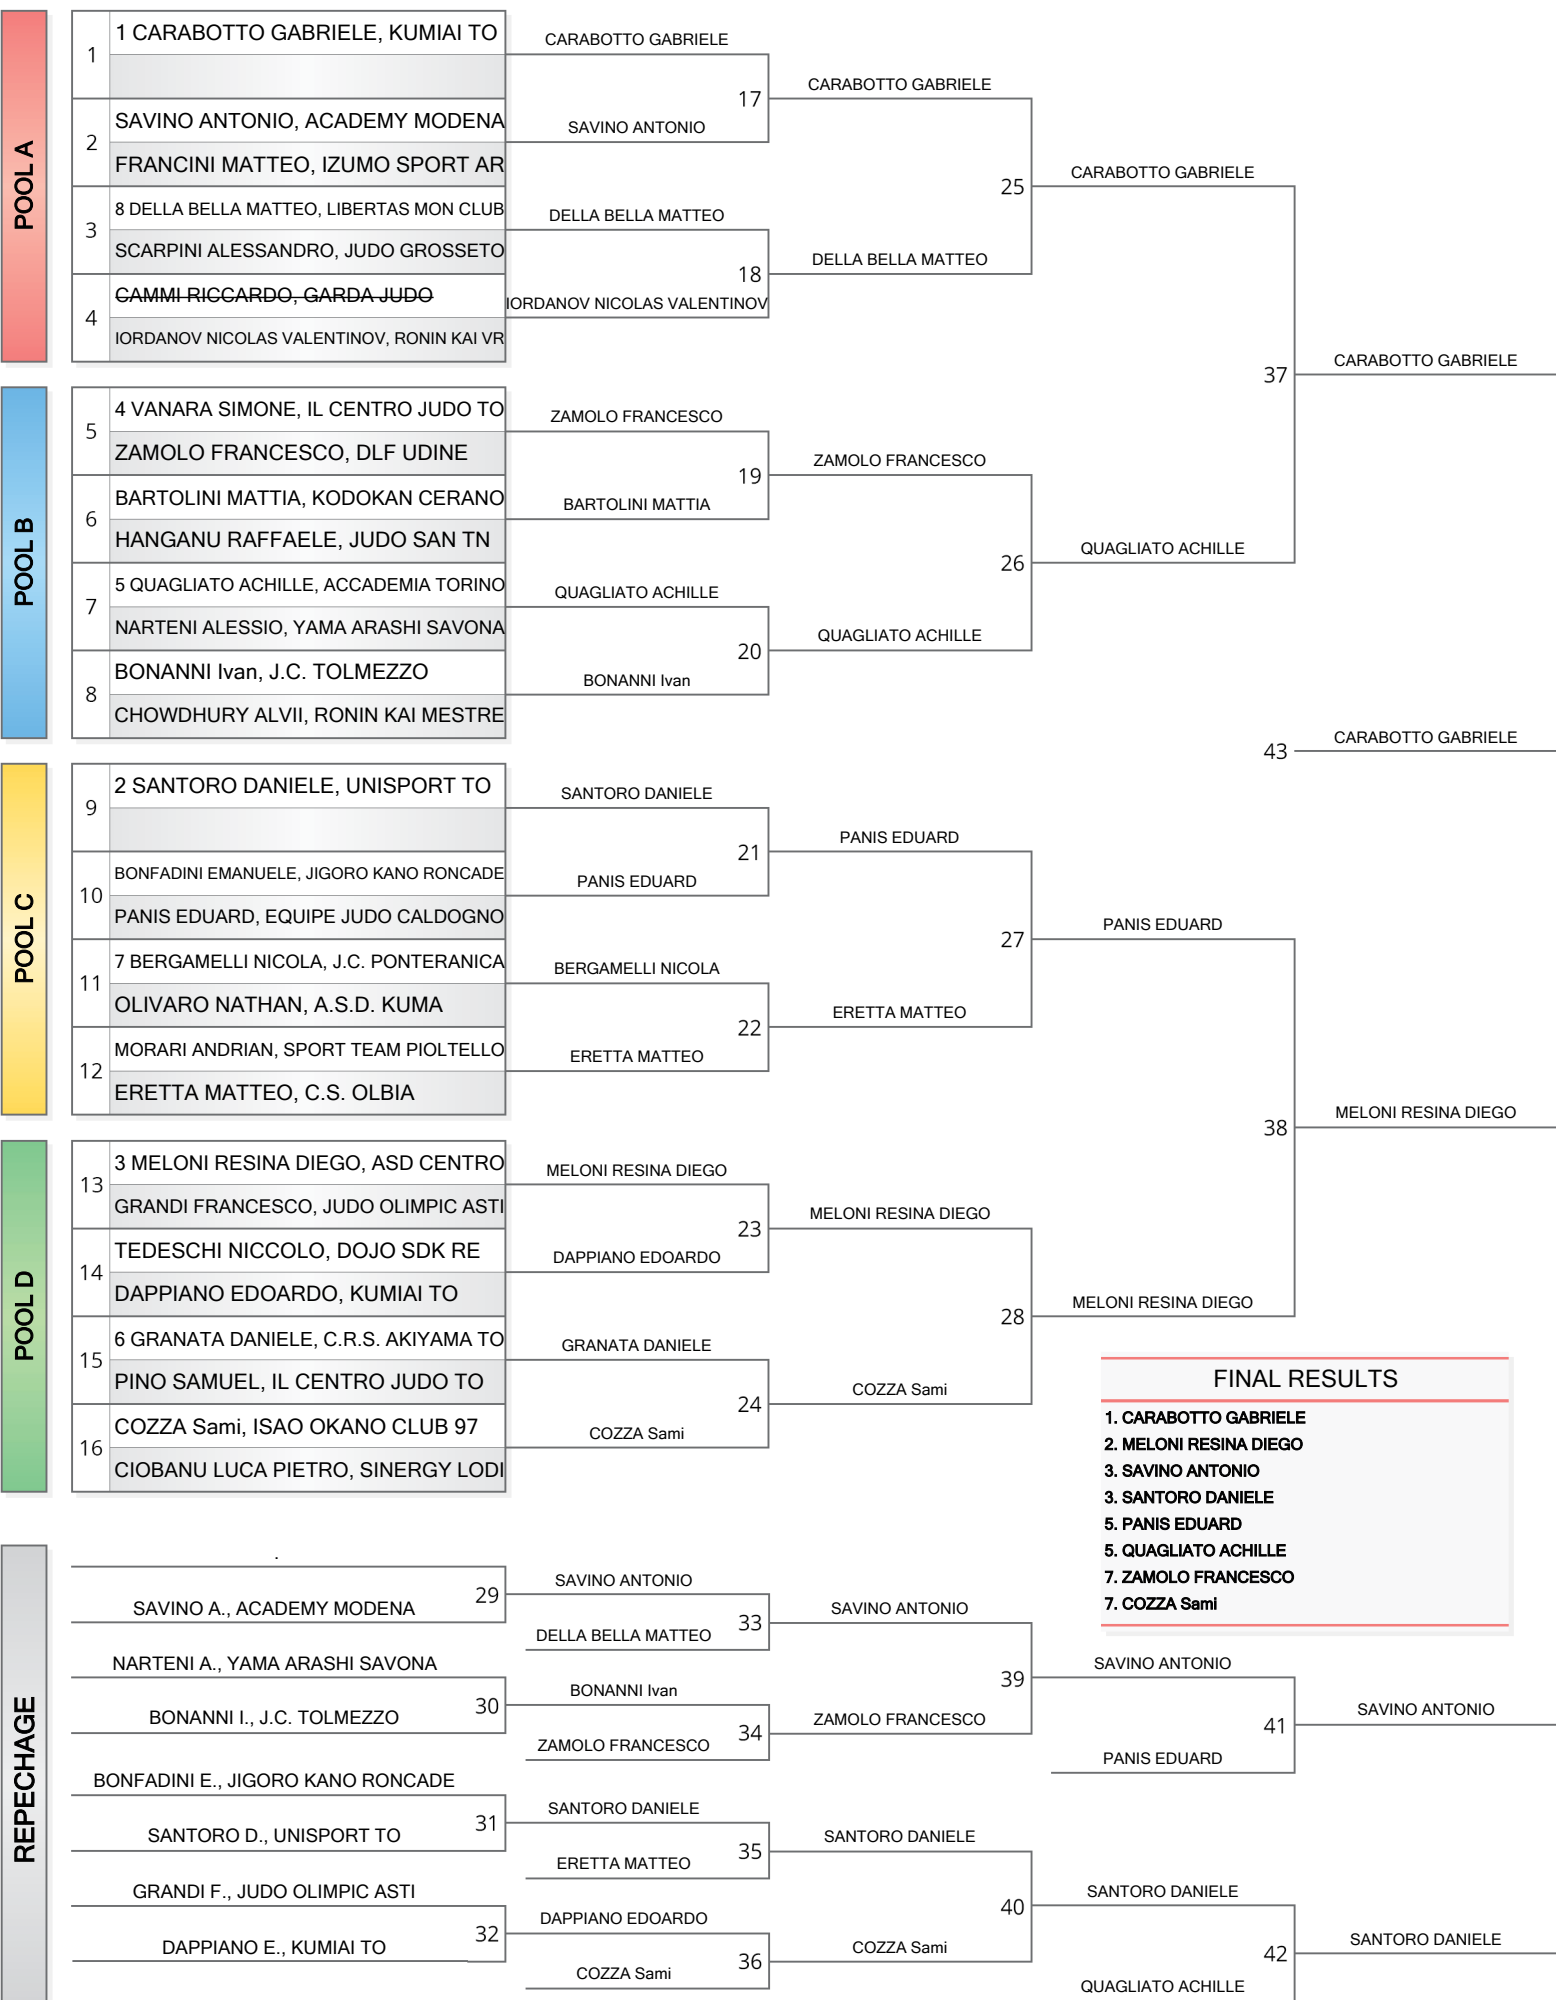 POOL A
1
1 CARABOTTO GABRIELE, KUMIAI TO
2
SAVINO ANTONIO, ACADEMY MODENA
FRANCINI MATTEO, IZUMO SPORT AR
3
8 DELLA BELLA MATTEO, LIBERTAS MON CLUB
SCARPINI ALESSANDRO, JUDO GROSSETO
4
CAMMI RICCARDO, GARDA JUDO
IORDANOV NICOLAS VALENTINOV, RONIN KAI VR
CARABOTTO GABRIELE
17
SAVINO ANTONIO
DELLA BELLA MATTEO
18
IORDANOV NICOLAS VALENTINOV
CARABOTTO GABRIELE
25
DELLA BELLA MATTEO
CARABOTTO GABRIELE
POOL B
5
4 VANARA SIMONE, IL CENTRO JUDO TO
ZAMOLO FRANCESCO, DLF UDINE
6
BARTOLINI MATTIA, KODOKAN CERANO
HANGANU RAFFAELE, JUDO SAN TN
7
5 QUAGLIATO ACHILLE, ACCADEMIA TORINO
NARTENI ALESSIO, YAMA ARASHI SAVONA
8
BONANNI Ivan, J.C. TOLMEZZO
CHOWDHURY ALVII, RONIN KAI MESTRE
ZAMOLO FRANCESCO
19
BARTOLINI MATTIA
QUAGLIATO ACHILLE
20
BONANNI Ivan
ZAMOLO FRANCESCO
26
QUAGLIATO ACHILLE
QUAGLIATO ACHILLE
37
CARABOTTO GABRIELE
43
CARABOTTO GABRIELE
POOL C
9
2 SANTORO DANIELE, UNISPORT TO
10
BONFADINI EMANUELE, JIGORO KANO RONCADE
PANIS EDUARD, EQUIPE JUDO CALDOGNO
11
7 BERGAMELLI NICOLA, J.C. PONTERANICA
OLIVARO NATHAN, A.S.D. KUMA
12
MORARI ANDRIAN, SPORT TEAM PIOLTELLO
ERETTA MATTEO, C.S. OLBIA
SANTORO DANIELE
21
PANIS EDUARD
BERGAMELLI NICOLA
22
ERETTA MATTEO
PANIS EDUARD
27
ERETTA MATTEO
PANIS EDUARD
38
MELONI RESINA DIEGO
POOL D
13
3 MELONI RESINA DIEGO, ASD CENTRO
GRANDI FRANCESCO, JUDO OLIMPIC ASTI
14
TEDESCHI NICCOLO, DOJO SDK RE
DAPPIANO EDOARDO, KUMIAI TO
15
6 GRANATA DANIELE, C.R.S. AKIYAMA TO
PINO SAMUEL, IL CENTRO JUDO TO
16
COZZA Sami, ISAO OKANO CLUB 97
CIOBANU LUCA PIETRO, SINERGY LODI
MELONI RESINA DIEGO
23
DAPPIANO EDOARDO
GRANATA DANIELE
24
COZZA Sami
MELONI RESINA DIEGO
28
COZZA Sami
MELONI RESINA DIEGO
FINAL RESULTS
1. CARABOTTO GABRIELE
2. MELONI RESINA DIEGO
3. SAVINO ANTONIO
3. SANTORO DANIELE
5. PANIS EDUARD
5. QUAGLIATO ACHILLE
7. ZAMOLO FRANCESCO
7. COZZA Sami
REPECHAGE
.
29
SAVINO A., ACADEMY MODENA
NARTENI A., YAMA ARASHI SAVONA
30
BONANNI I., J.C. TOLMEZZO
BONFADINI E., JIGORO KANO RONCADE
31
SANTORO D., UNISPORT TO
GRANDI F., JUDO OLIMPIC ASTI
32
DAPPIANO E., KUMIAI TO
SAVINO ANTONIO
33
DELLA BELLA MATTEO
BONANNI Ivan
34
ZAMOLO FRANCESCO
SANTORO DANIELE
35
ERETTA MATTEO
DAPPIANO EDOARDO
36
COZZA Sami
SAVINO ANTONIO
39
ZAMOLO FRANCESCO
SANTORO DANIELE
40
COZZA Sami
SAVINO ANTONIO
41
PANIS EDUARD
SANTORO DANIELE
42
QUAGLIATO ACHILLE
SAVINO ANTONIO
SANTORO DANIELE